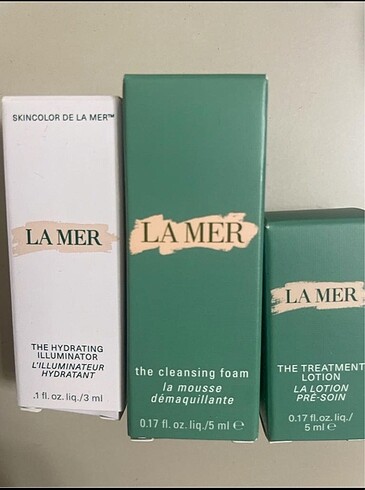 SKINCOLOR DE LA MER™
LA MER
THE HYDRATING
ILLUMINATOR
L'ILLUMINATEUR
HYDRATANT
.1 fl. oz. liq./3 ml
LA MER
the cleansing foam
la mousse
démaquillante
0.17 fl. oz. liq./5 ml ℮
LA MER
THE TREATMENT
LOTION
LA LOTION
PRÉ-SOIN
0.17 fl. oz. liq./
5 ml ℮